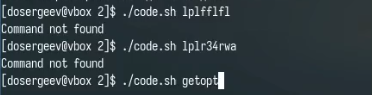 [dosergeev@vbox 2]$ ./code.sh lplfflfl
Command not found
[dosergeev@vbox 2]$ ./code.sh lplr34rwa
Command not found
[dosergeev@vbox 2]$ ./code.sh getopt